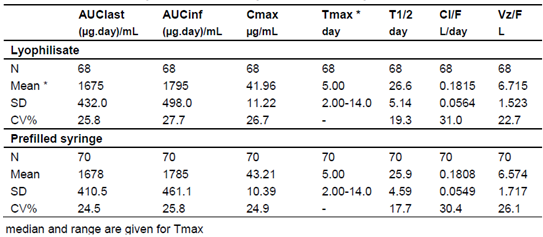 AUClast AUCinf Cmax Tmax * T1/2 Cl/F Vz/F
(µg.day)/mL (µg.day)/mL µg/mL day day L/day L
Lyophilisate
N 68 68 68 68 68 68 68
Mean * 1675 1795 41.96 5.00 26.6 0.1815 6.715
SD 432.0 498.0 11.22 2.00-14.0 5.14 0.0564 1.523
CV% 25.8 27.7 26.7 - 19.3 31.0 22.7
Prefilled syringe
N 70 70 70 70 70 70 70
Mean 1678 1785 43.21 5.00 25.9 0.1808 6.574
SD 410.5 461.1 10.39 2.00-14.0 4.59 0.0549 1.717
CV% 24.5 25.8 24.9 - 17.7 30.4 26.1
median and range are given for Tmax